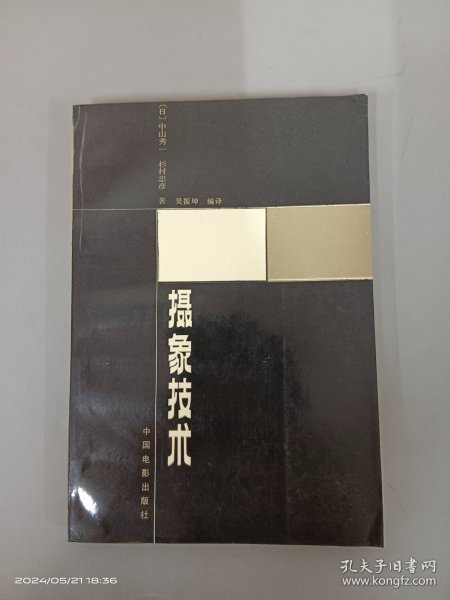 [日]中山秀一 杉村忠彦
著 吴振坤 编译
摄象技术
中国电影出版社
2024/05/21 18:36
孔夫子旧书网
www.kongfz.com